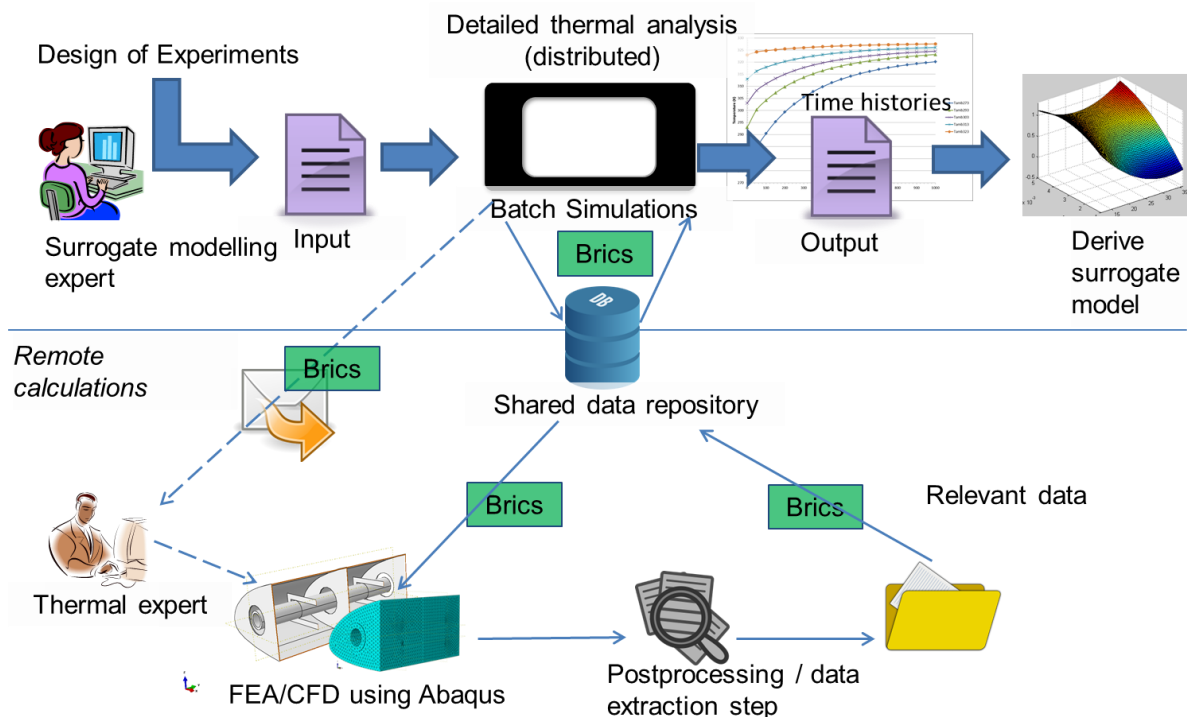 Design of Experiments
Detailed thermal analysis
(distributed)
Time histories
Surrogate modelling
expert
Input
Batch Simulations
Output
Derive
surrogate
model
Brics
DB
Remote
calculations
Brics
Shared data repository
Brics
Brics
Relevant data
Thermal expert
FEA/CFD using Abaqus
Postprocessing / data
extraction step